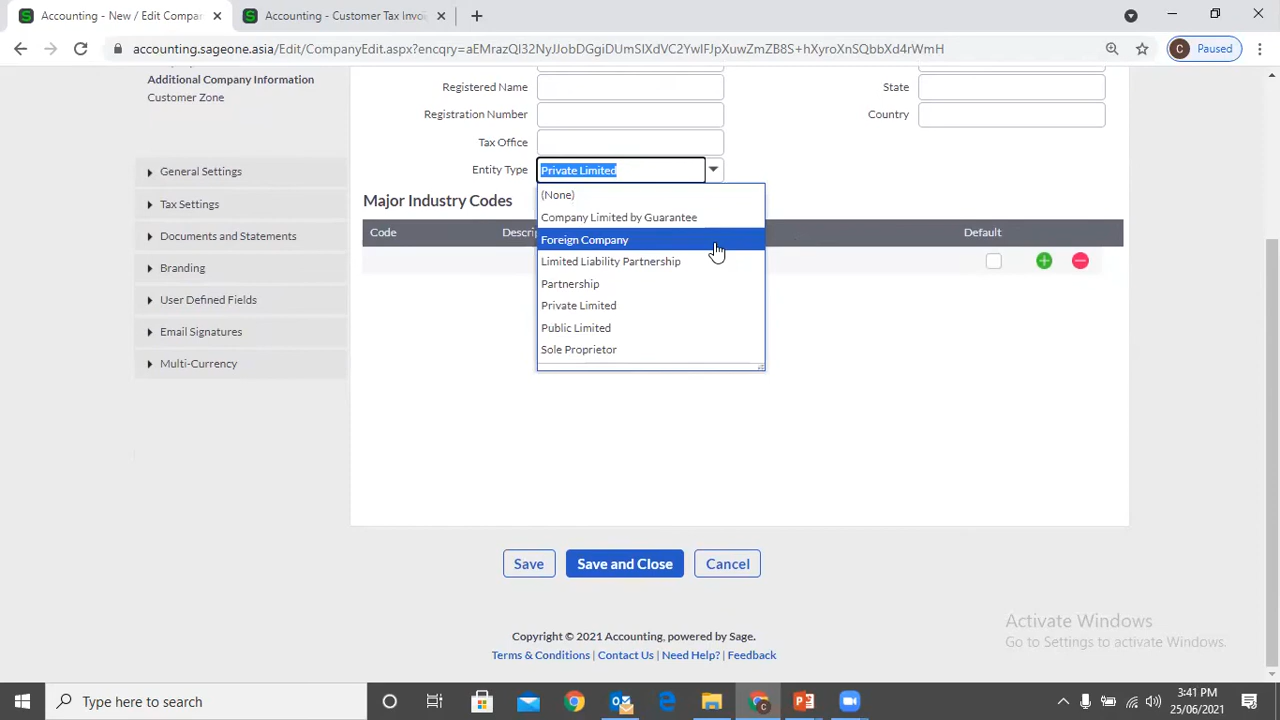 Accounting - New / Edit Compan
Accounting - Customer Tax Invoi
accounting.sageone.asia/Edit/CompanyEdit.aspx?encqry=aEMrazQI32NyJJobDGgiDUmSIXdVC2YwIFJpXuwZmZB8S+hXyroXnSQbbXd4rwMH
Paused
Additional Company Information
Customer Zone
General Settings
Tax Settings
Documents and Statements
Branding
User Defined Fields
Email Signatures
Multi-Currency
Registered Name
State
Registration Number
Country
Tax Office
Entity Type
Private Limited
(None)
Company Limited by Guarantee
Foreign Company
Limited Liability Partnership
Partnership
Private Limited
Public Limited
Sole Proprietor
Major Industry Codes
Code
Descrip
Default
Save
Save and Close
Cancel
Copyright © 2021 Accounting, powered by Sage.
Terms & Conditions | Contact Us | Need Help? | Feedback
Activate Windows
Go to Settings to activate Windows.
Type here to search
3:41 PM
25/06/2021